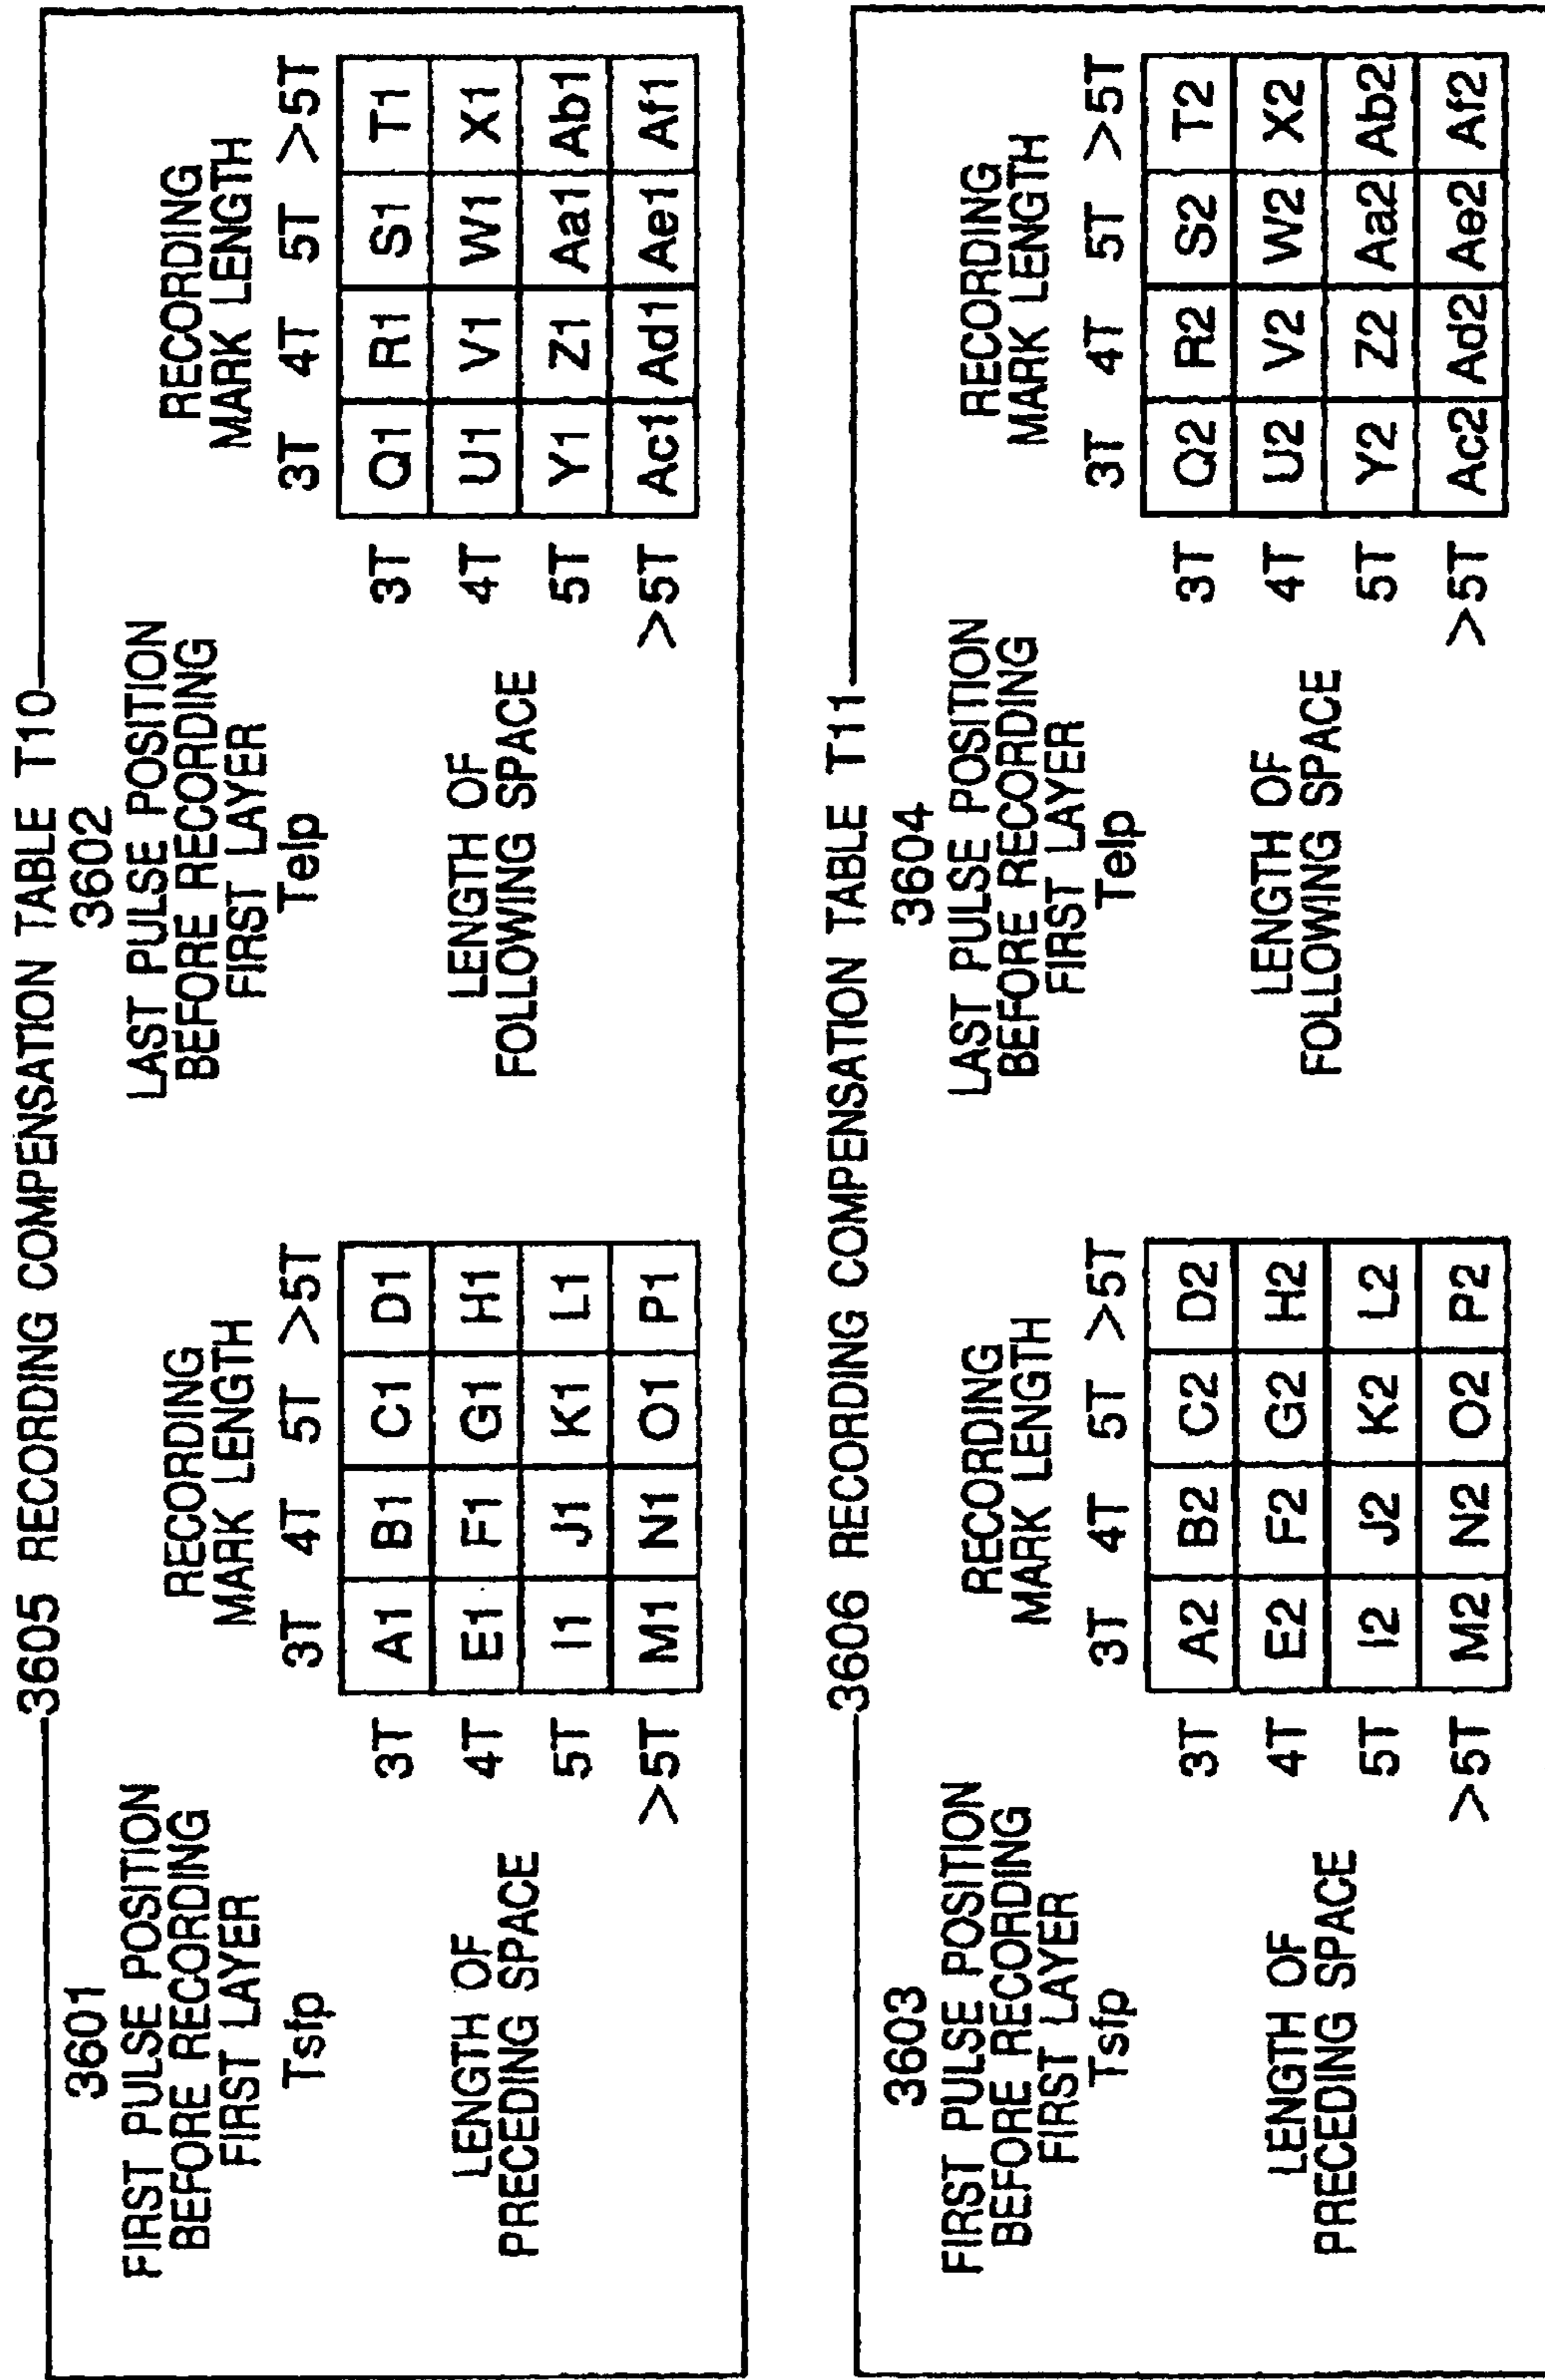 3605 RECORDING COMPENSATION TABLE T10
3601
FIRST PULSE POSITION
BEFORE RECORDING
FIRST LAYER
Tsfp
LENGTH OF
PRECEDING SPACE
RECORDING
MARK LENGTH
3T 4T 5T >5T
3T A1 B1 C1 D1
4T E1 F1 G1 H1
5T I1 J1 K1 L1
>5T M1 N1 O1 P1
3602
LAST PULSE POSITION
BEFORE RECORDING
FIRST LAYER
Telp
LENGTH OF
FOLLOWING SPACE
RECORDING
MARK LENGTH
3T 4T 5T >5T
3T Q1 R1 S1 T1
4T U1 V1 W1 X1
5T Y1 Z1 Aa1 Ab1
>5T Ac1 Ad1 Ae1 Af1
3606 RECORDING COMPENSATION TABLE T11
3603
FIRST PULSE POSITION
BEFORE RECORDING
FIRST LAYER
Tsfp
LENGTH OF
PRECEDING SPACE
RECORDING
MARK LENGTH
3T 4T 5T >5T
3T A2 B2 C2 D2
4T E2 F2 G2 H2
5T I2 J2 K2 L2
>5T M2 N2 O2 P2
3604
LAST PULSE POSITION
BEFORE RECORDING
FIRST LAYER
Telp
LENGTH OF
FOLLOWING SPACE
RECORDING
MARK LENGTH
3T 4T 5T >5T
3T Q2 R2 S2 T2
4T U2 V2 W2 X2
5T Y2 Z2 Aa2 Ab2
>5T Ac2 Ad2 Ae2 Af2